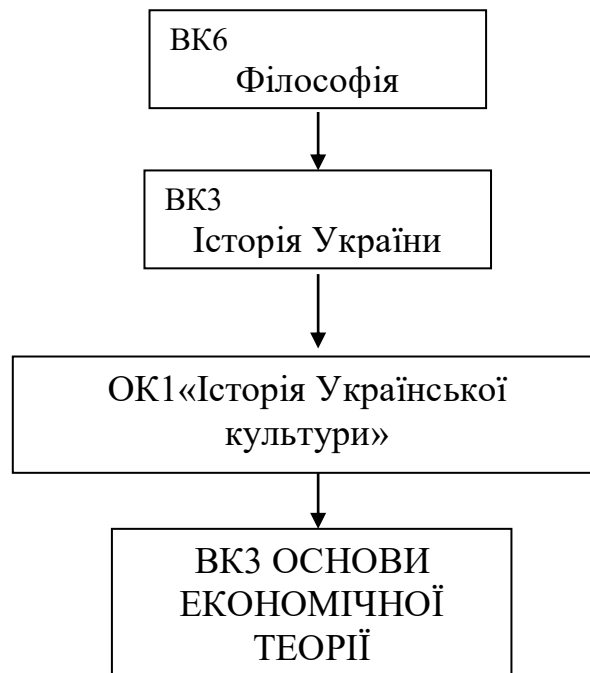 ВК6
Філософія
ВК3
Історія України
ОК1«Історія Української
культури»
ВК3 ОСНОВИ
ЕКОНОМІЧНОЇ
ТЕОРІЇ